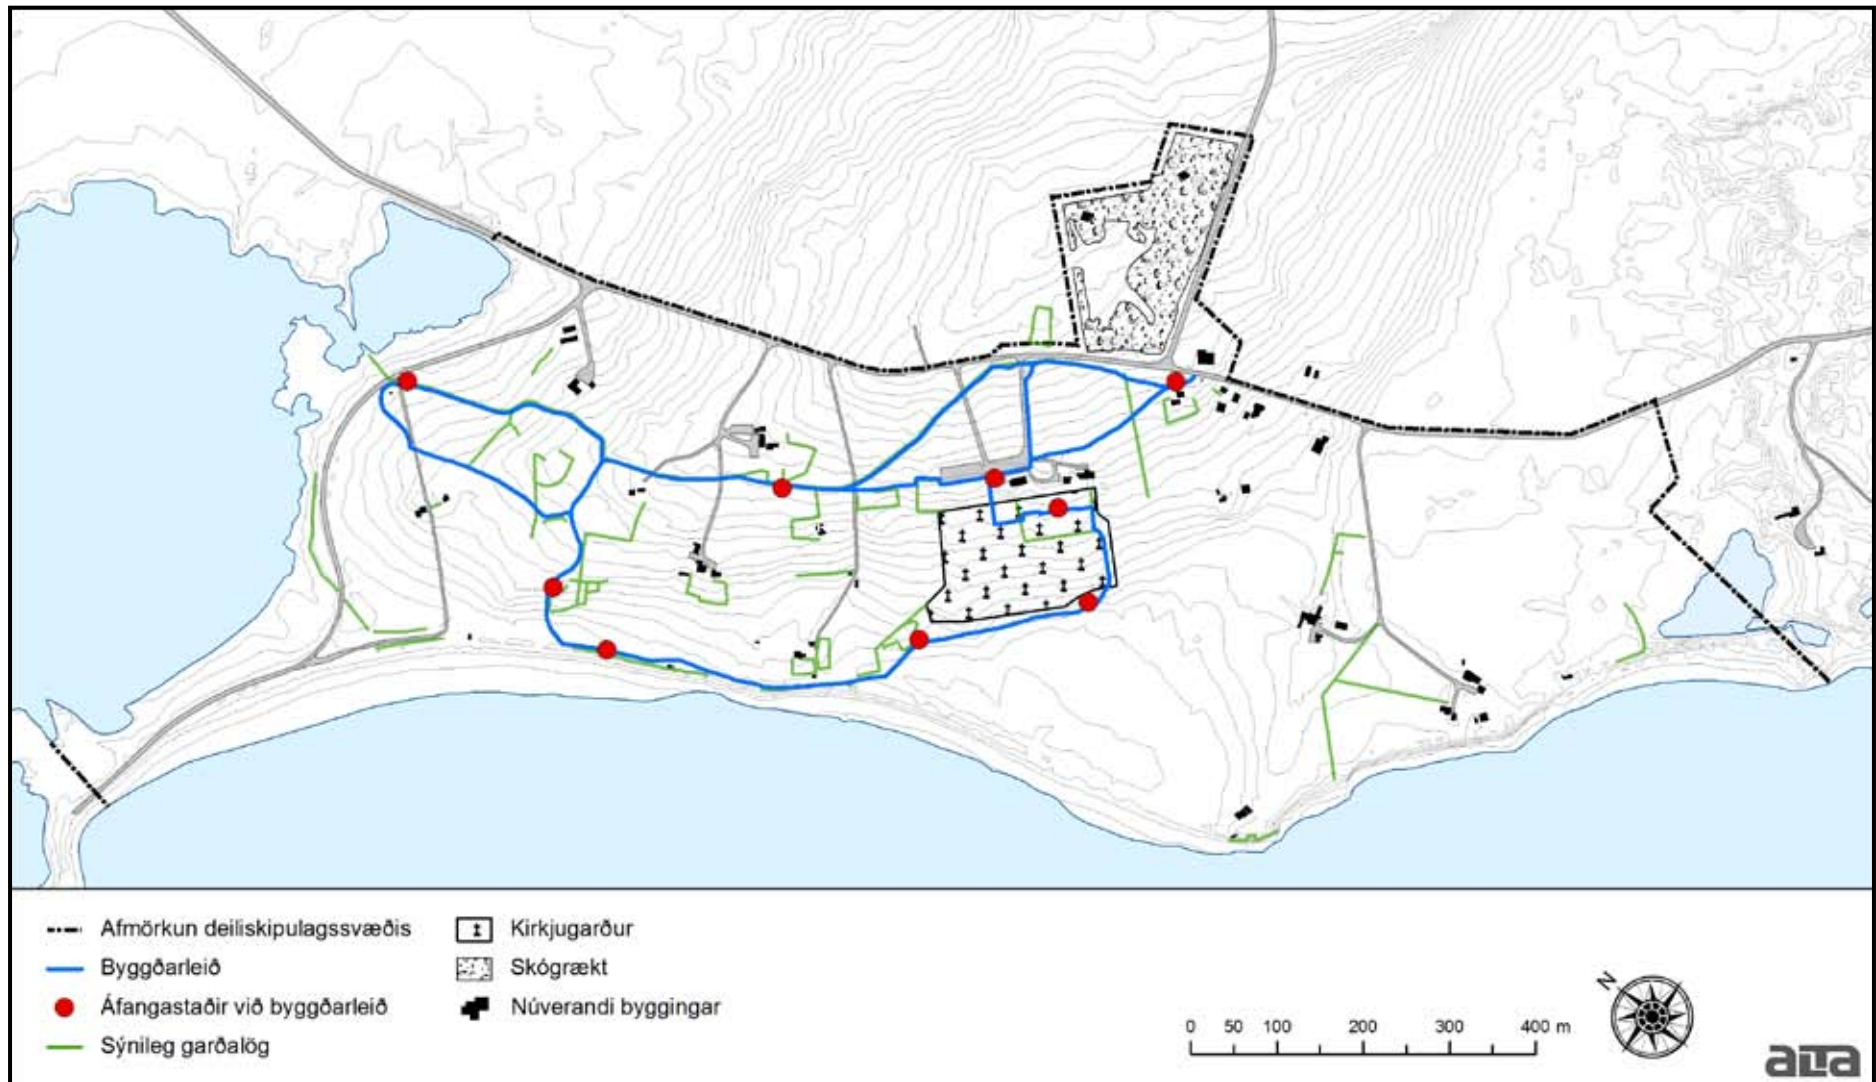 Afmörkun deiliskipulagssvæðis
Byggðarleið
Áfangastaðir við byggðarleið
Sýnileg garðalög
Kirkjugarður
Skógrækt
Núverandi byggingar
0 50 100 200 300 400 m
N
alta